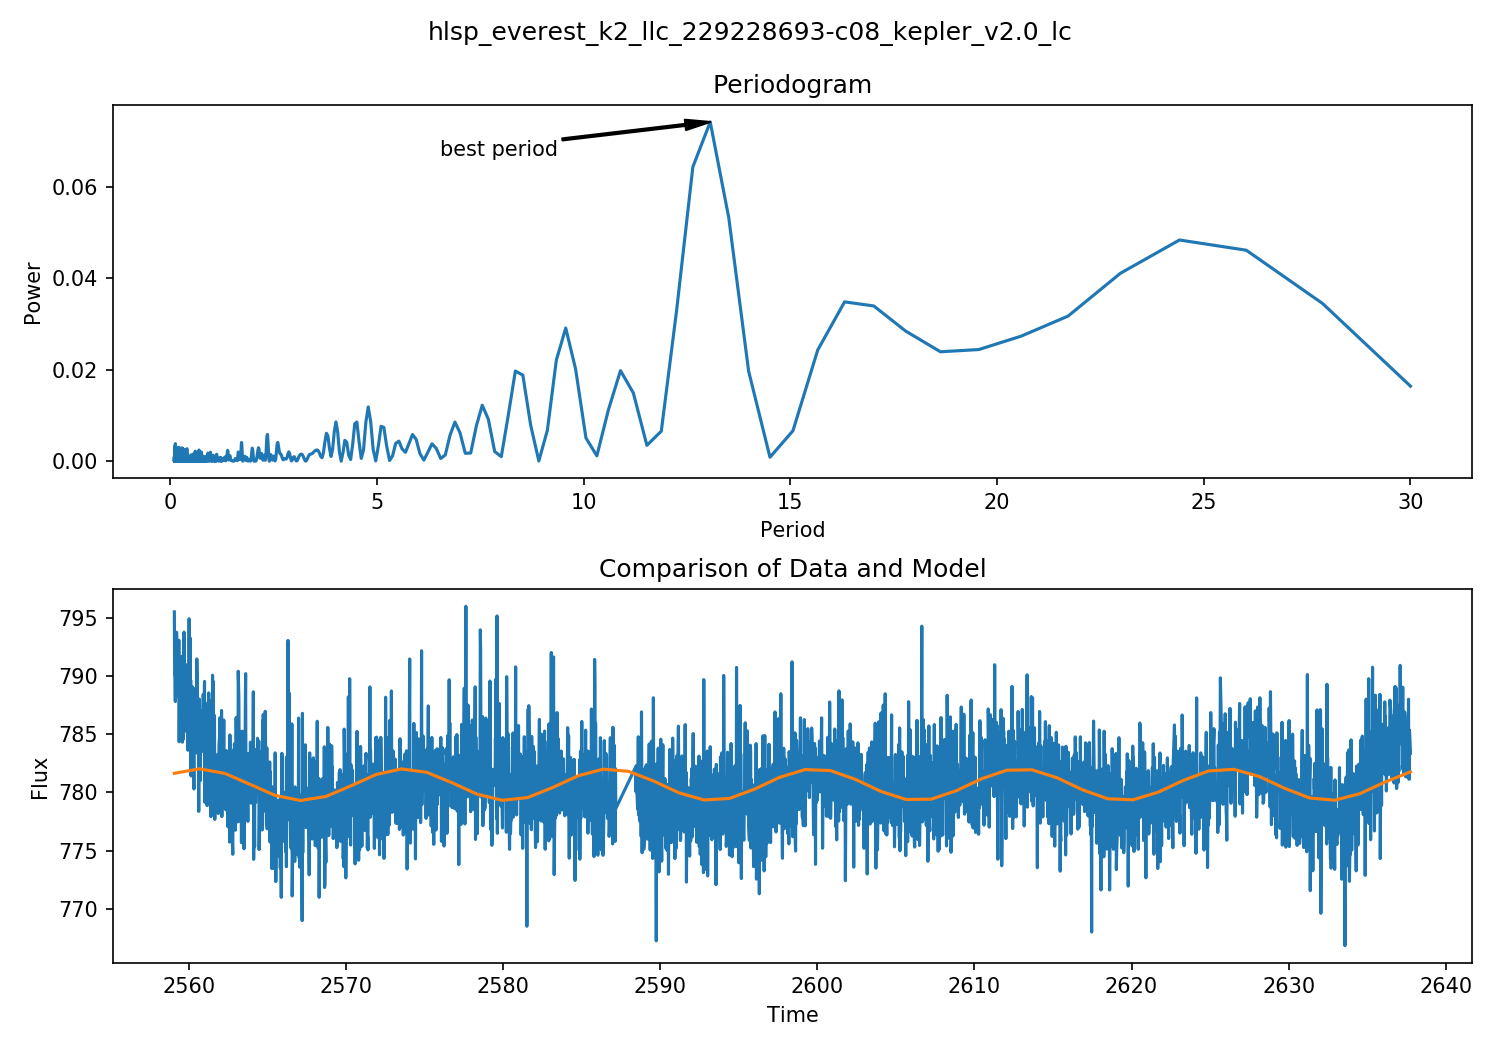 hlsp_everest_k2_llc_229228693-c08_kepler_v2.0_lc
Periodogram
best period
0.06
0.04
0.02
0.00
Power
0 5 10 15 20 25 30
Period
Comparison of Data and Model
795
790
785
780
775
770
Flux
2560 2570 2580 2590 2600 2610 2620 2630 2640
Time